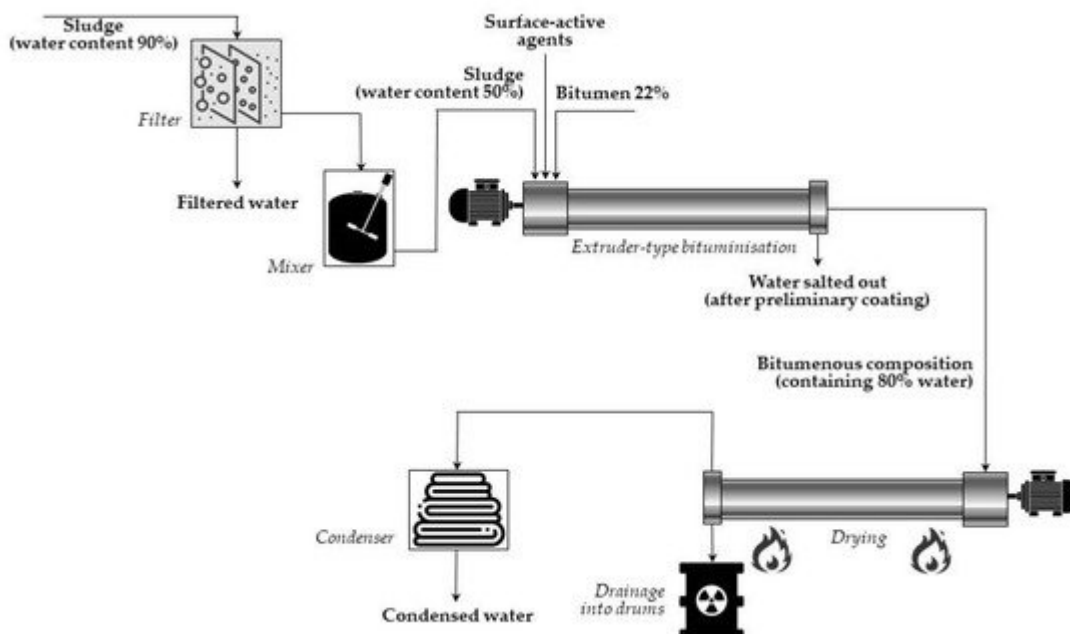 Sludge
(water content 90%)
Filter
Filtered water
Mixer
Sludge
(water content 50%)
Surface-active
agents
Bitumen 22%
Extruder-type bituminisation
Water salted out
(after preliminary coating)
Bitumenous composition
(containing 80% water)
Drying
Drainage
into drums
Condenser
Condensed water